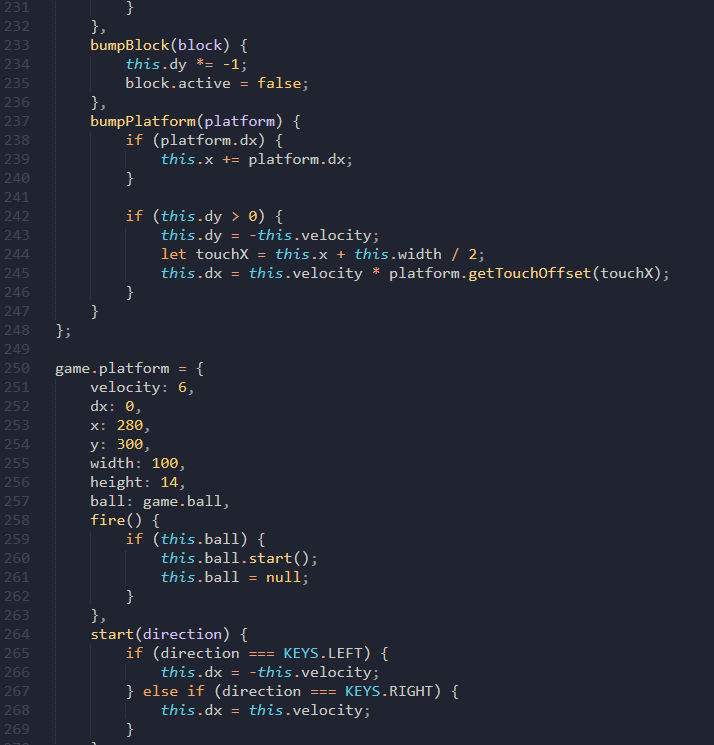 231             }
232         },
233         bumpBlock(block) {
234             this.dy *= -1;
235             block.active = false;
236         },
237         bumpPlatform(platform) {
238             if (platform.dx) {
239                 this.x += platform.dx;
240             }
241
242             if (this.dy > 0) {
243                 this.dy = -this.velocity;
244                 let touchX = this.x + this.width / 2;
245                 this.dx = this.velocity * platform.getTouchOffset(touchX);
246             }
247         }
248     };
249
250     game.platform = {
251         velocity: 6,
252         dx: 0,
253         x: 280,
254         y: 300,
255         width: 100,
256         height: 14,
257         ball: game.ball,
258         fire() {
259             if (this.ball) {
260                 this.ball.start();
261                 this.ball = null;
262             }
263         },
264         start(direction) {
265             if (direction === KEYS.LEFT) {
266                 this.dx = -this.velocity;
267             } else if (direction === KEYS.RIGHT) {
268                 this.dx = this.velocity;
269             }